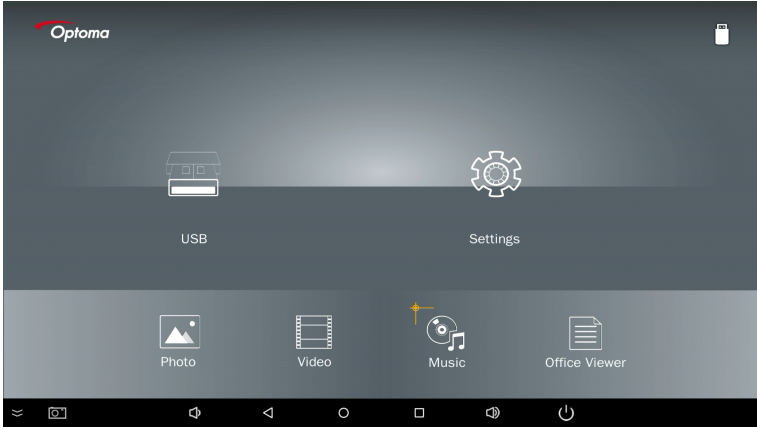 Optoma
USB
Settings
Photo
Video
Music
Office Viewer